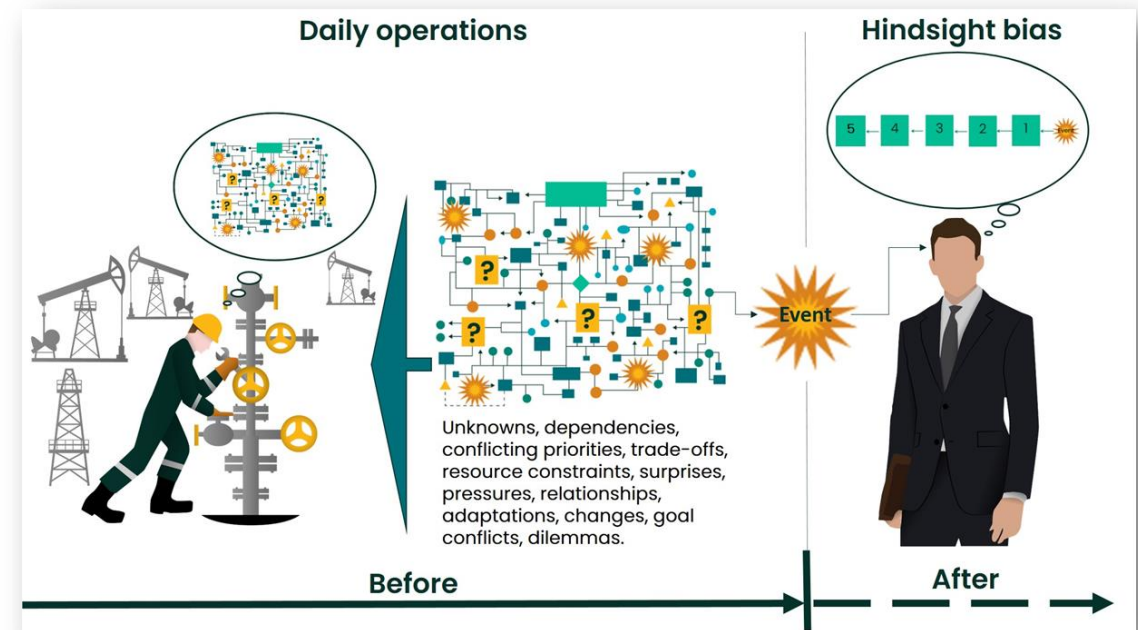 Daily operations
Hindsight bias
5 4 3 2 1 Event
? ? ? ?
? ? ? ?
Event
Unknowns, dependencies,
conflicting priorities, trade-offs,
resource constraints, surprises,
pressures, relationships,
adaptations, changes, goal
conflicts, dilemmas.
Before
After